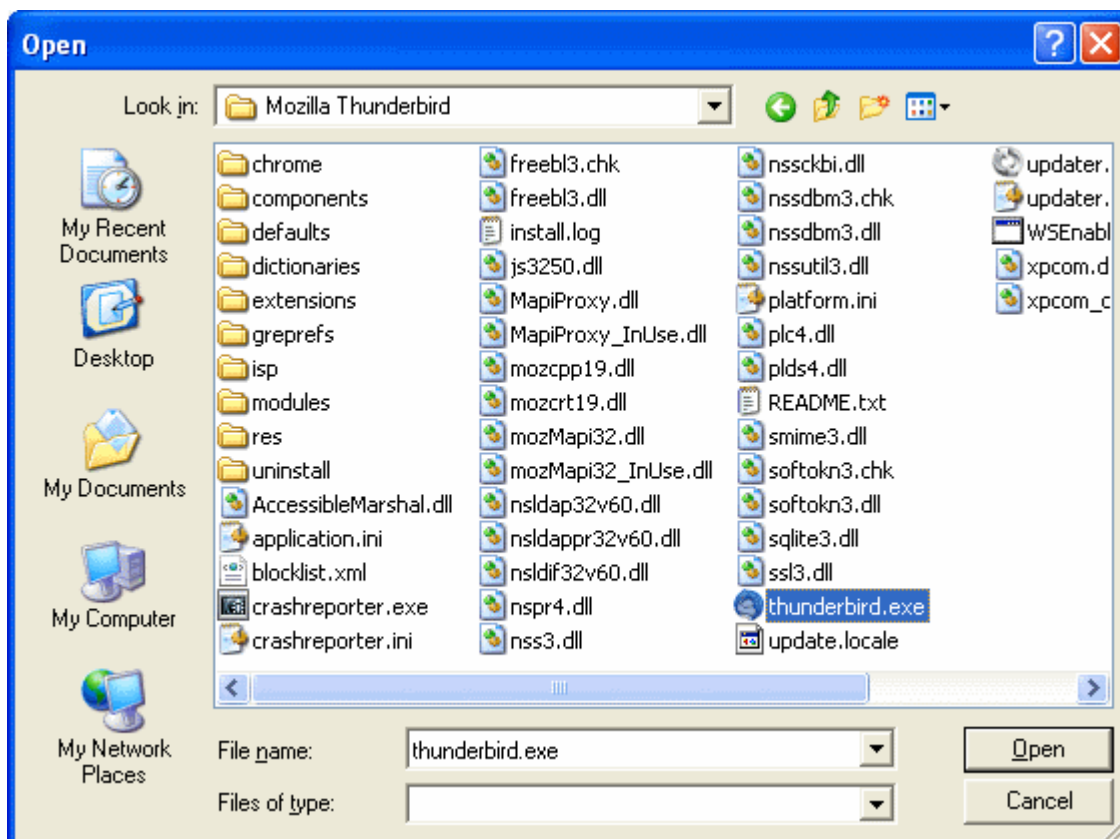 Open
Look in: Mozilla Thunderbird
My Recent
Documents
Desktop
My Documents
My Computer
My Network
Places
chrome
components
defaults
dictionaries
extensions
greprefs
isp
modules
res
uninstall
AccessibleMarshal.dll
application.ini
blocklist.xml
crashreporter.exe
crashreporter.ini
freebl3.chk
freebl3.dll
install.log
js3250.dll
MapiProxy.dll
MapiProxy_InUse.dll
mozcpp19.dll
mozcrt19.dll
mozMapi32.dll
mozMapi32_InUse.dll
nsldap32v60.dll
nsldappr32v60.dll
nsldif32v60.dll
nspr4.dll
nss3.dll
nssckbi.dll
nssdbm3.chk
nssdbm3.dll
nssutil3.dll
platform.ini
plc4.dll
plds4.dll
README.txt
smime3.dll
softokn3.chk
softokn3.dll
sqlite3.dll
ssl3.dll
thunderbird.exe
update.locale
updater.
updater.
WSEnabl
xpcom.d
xpcom_c
File name: thunderbird.exe
Open
Files of type:
Cancel